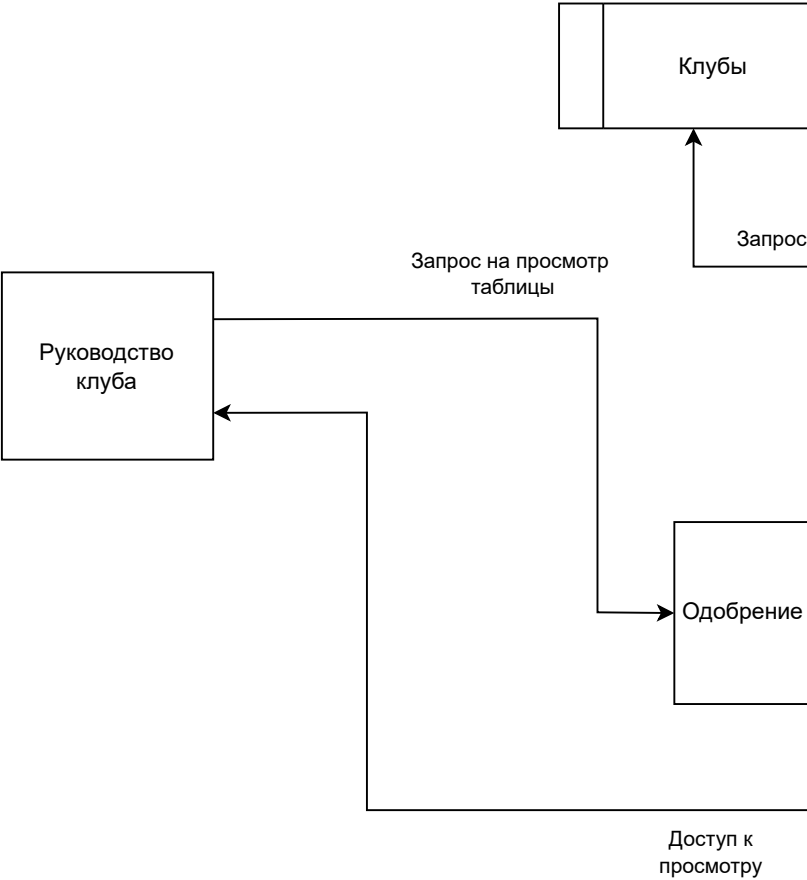 Клубы
Запрос
Запрос на просмотр
таблицы
Руководство
клуба
Одобрение
Доступ к
просмотру